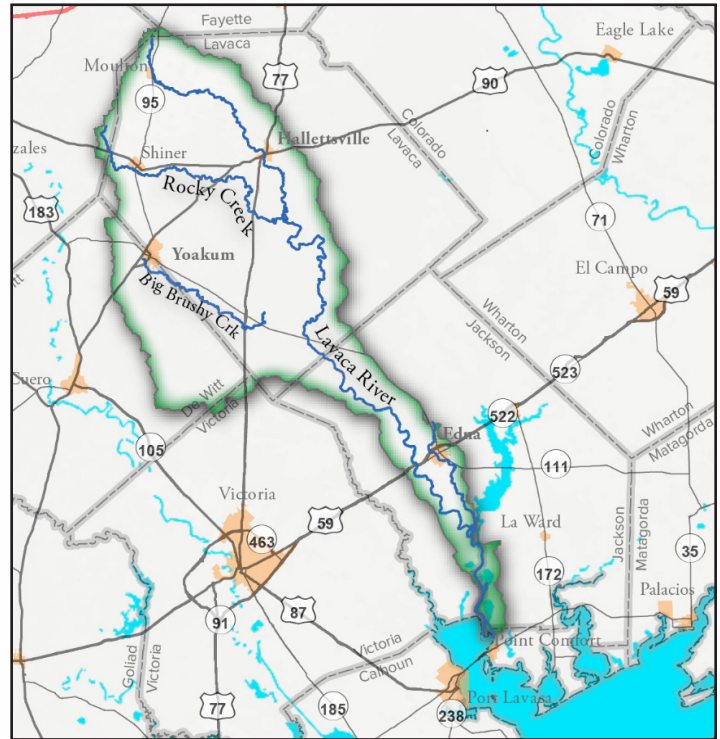 Fayette
Lavaca
Eagle Lake
Moulton
77
90
95
Colorado
Lavaca
Colorado
Wharton
Hallettsville
zales
Shiner
Rocky Creek
183
71
Yoakum
El Campo
59
Big Brushy Crk
Wharton
Jackson
Lavaca River
523
Cuero
De Witt
Victoria
522
Edna
Wharton
Matagorda
105
111
Victoria
59
463
La Ward
Jackson
Matagorda
35
172
Palacios
87
91
Point Comfort
Victoria
Calhoun
Goliad
Victoria
Port Lavaca
77
185
238